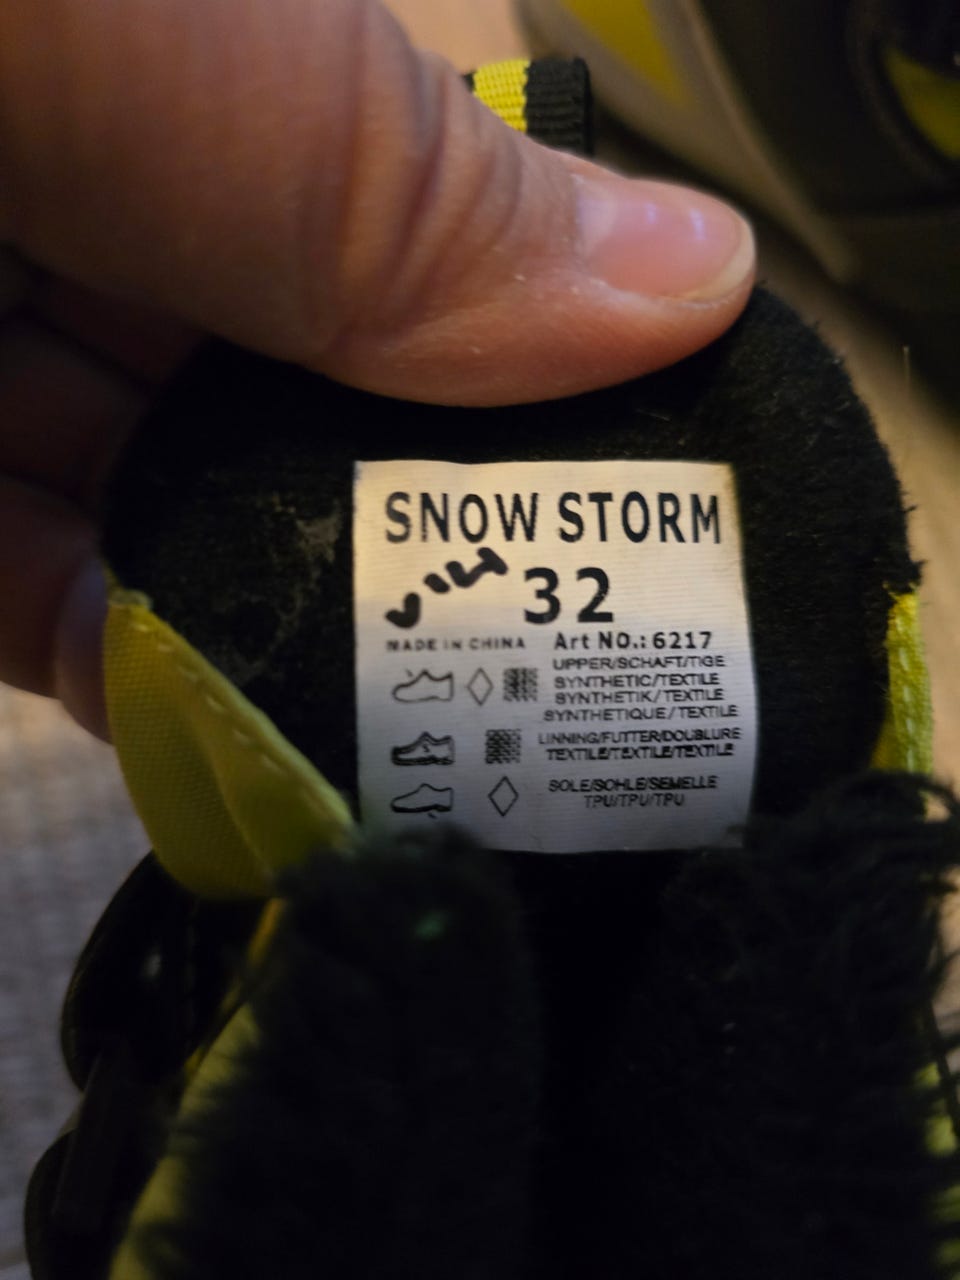 SNOW STORM
32
MADE IN CHINA
Art NO.: 6217
UPPER/SCHAFT/TIGE
SYNTHETIC/TEXTILE
SYNTHETIK/TEXTILE
SYNTHETIQUE/TEXTILE
LINNING/FUTTER/DOUBLURE
TEXTILE/TEXTILE/TEXTILE
SOLE/SOHLE/SEMELLE
TPU/TPU/TPU